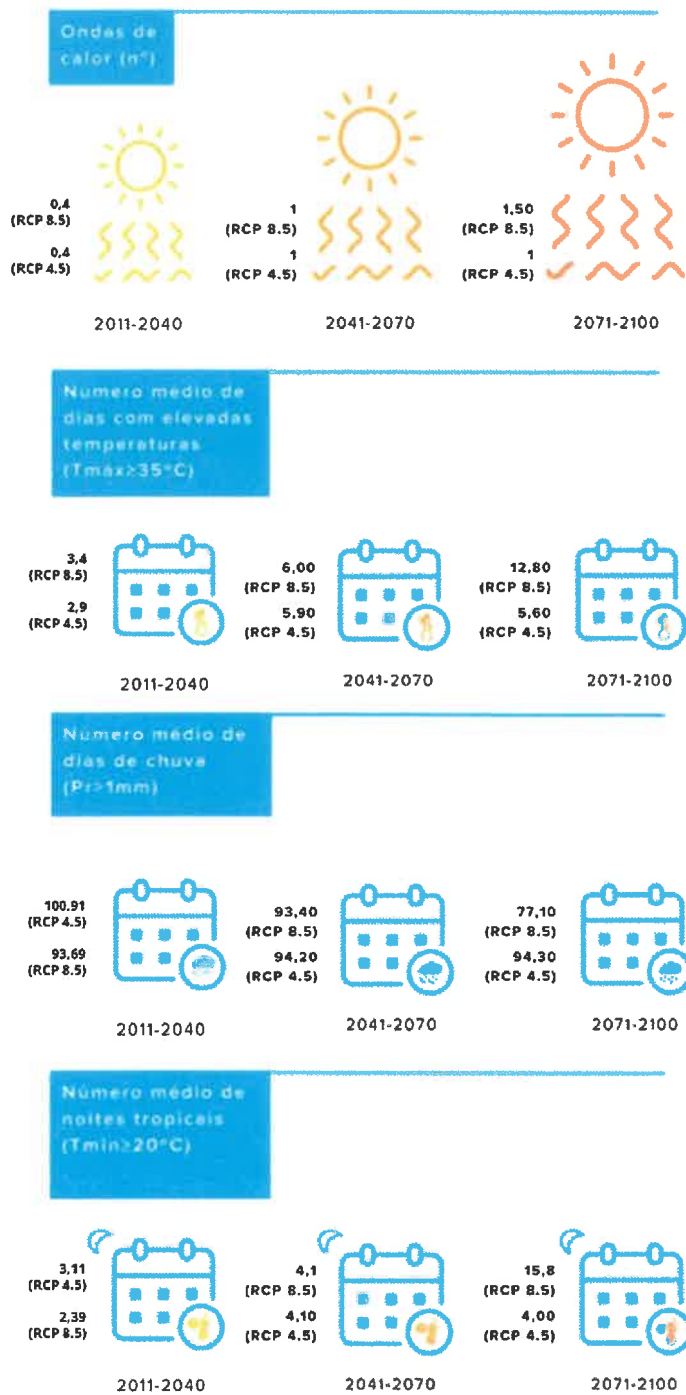 Ondas de
calor (nº)
0,4
(RCP 8.5)
0,4
(RCP 4.5)
2011-2040
1
(RCP 8.5)
1
(RCP 4.5)
2041-2070
1,50
(RCP 8.5)
1
(RCP 4.5)
2071-2100
Número médio de
dias com elevadas
temperaturas
(Tmáx≥35°C)
3,4
(RCP 8.5)
2,9
(RCP 4.5)
2011-2040
6,00
(RCP 8.5)
5,90
(RCP 4.5)
2041-2070
12,80
(RCP 8.5)
5,60
(RCP 4.5)
2071-2100
Número médio de
dias de chuva
(Pr>1mm)
100,91
(RCP 4.5)
93,69
(RCP 8.5)
2011-2040
93,40
(RCP 8.5)
94,20
(RCP 4.5)
2041-2070
77,10
(RCP 8.5)
94,30
(RCP 4.5)
2071-2100
Número médio de
noites tropicais
(Tmin≥20°C)
3,11
(RCP 4.5)
2,39
(RCP 8.5)
2011-2040
4,1
(RCP 8.5)
4,10
(RCP 4.5)
2041-2070
15,8
(RCP 8.5)
4,00
(RCP 4.5)
2071-2100